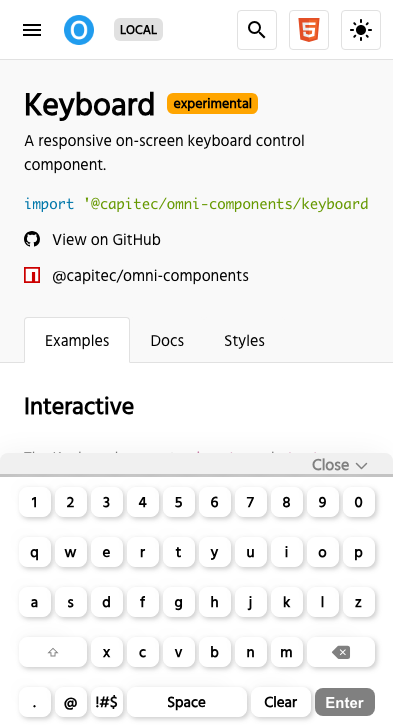 LOCAL
Keyboard experimental
A responsive on-screen keyboard control
component.
import '@capitec/omni-components/keyboard
View on GitHub
@capitec/omni-components
Examples Docs Styles
Interactive
Close
1 2 3 4 5 6 7 8 9 0
q w e r t y u i o p
a s d f g h j k l z
x c v b n m
. @ !#$ Space Clear Enter